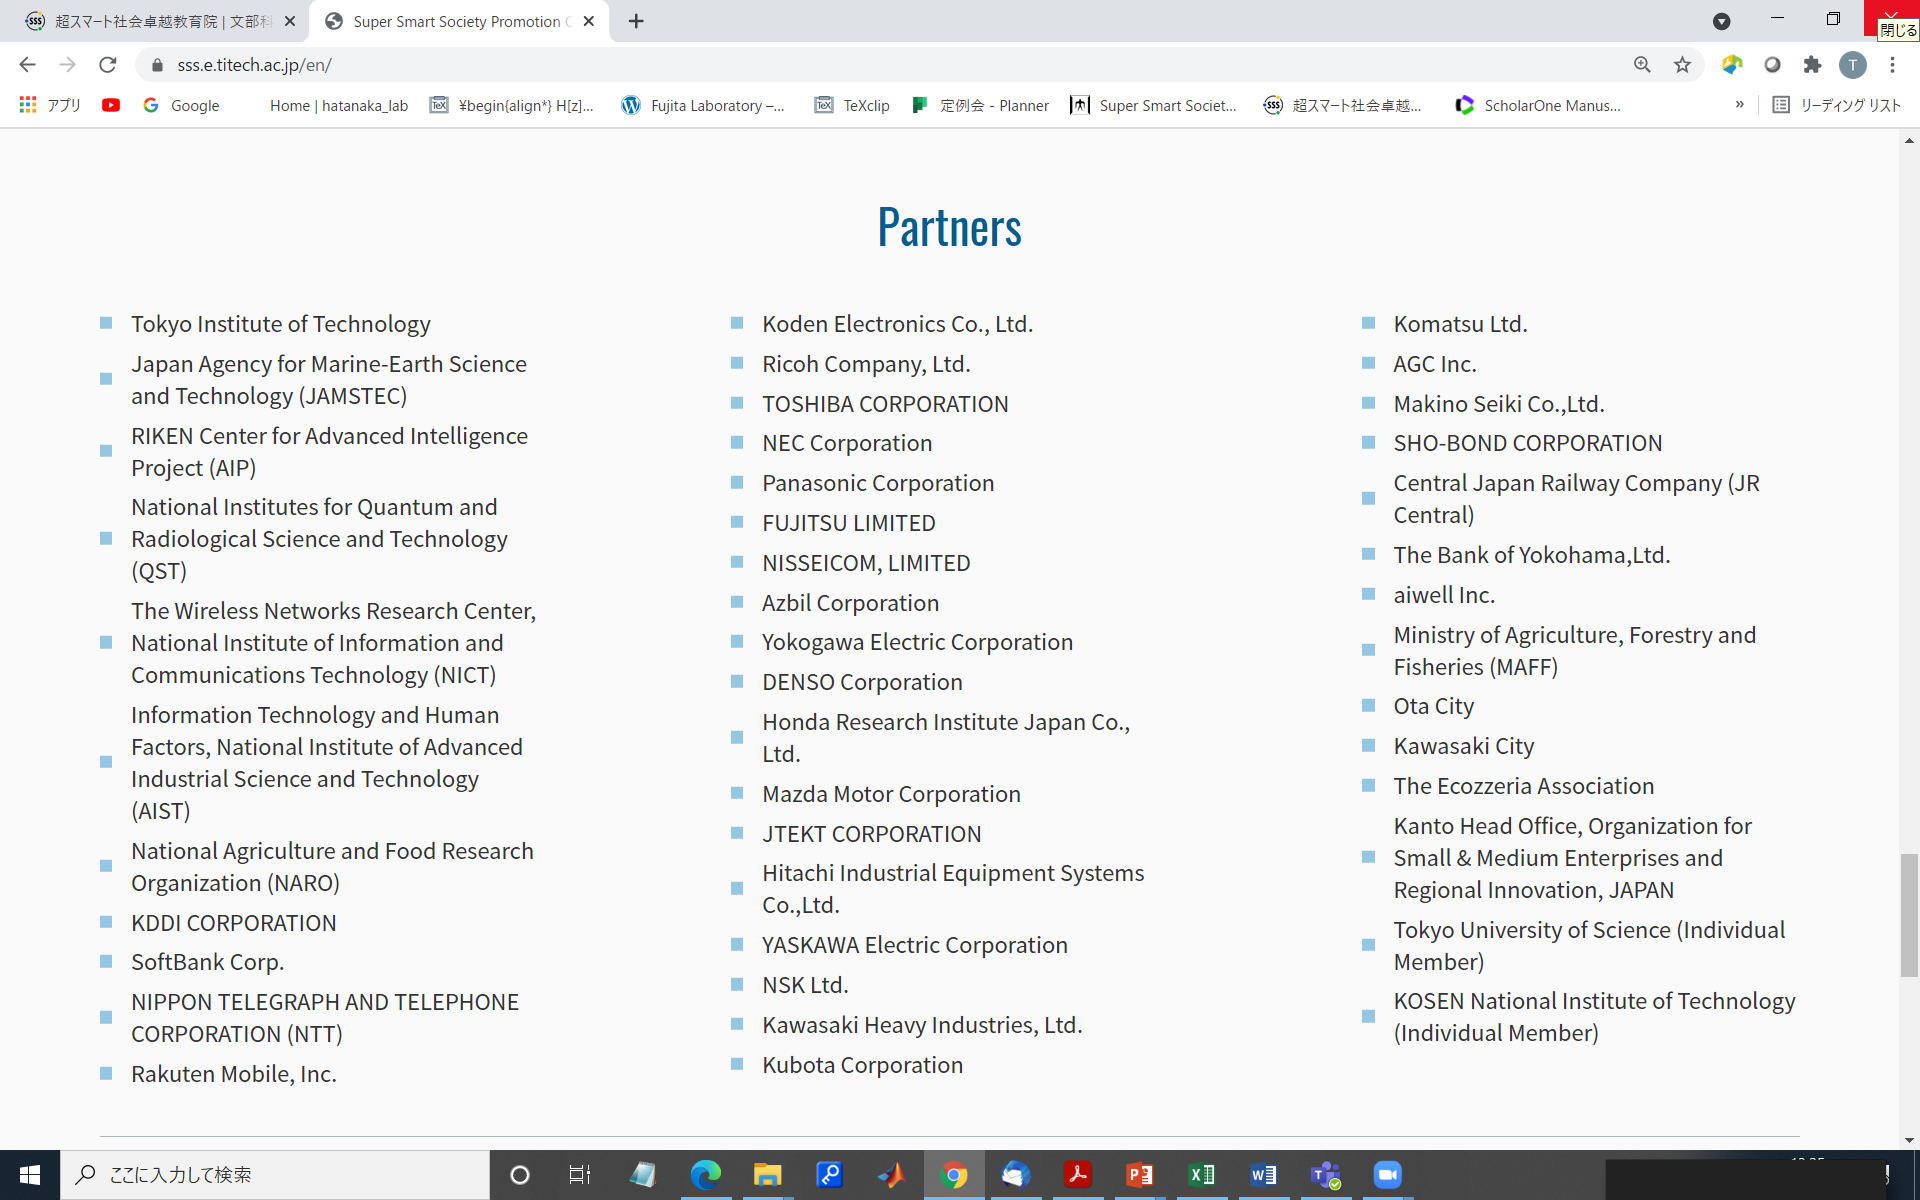 超スマート社会卓越教育院 | 文部科
Super Smart Society Promotion C
閉じる
sss.e.titech.ac.jp/en/
T
アプリ
Google
Home | hatanaka_lab
¥begin{align*} H[z]...
Fujita Laboratory –...
TeXclip
定例会 - Planner
Super Smart Societ...
超スマート社会卓越...
ScholarOne Manus...
»
リーディング リスト
Partners
Tokyo Institute of Technology
Japan Agency for Marine-Earth Science
and Technology (JAMSTEC)
RIKEN Center for Advanced Intelligence
Project (AIP)
National Institutes for Quantum and
Radiological Science and Technology
(QST)
The Wireless Networks Research Center,
National Institute of Information and
Communications Technology (NICT)
Information Technology and Human
Factors, National Institute of Advanced
Industrial Science and Technology
(AIST)
National Agriculture and Food Research
Organization (NARO)
KDDI CORPORATION
SoftBank Corp.
NIPPON TELEGRAPH AND TELEPHONE
CORPORATION (NTT)
Rakuten Mobile, Inc.
Koden Electronics Co., Ltd.
Ricoh Company, Ltd.
TOSHIBA CORPORATION
NEC Corporation
Panasonic Corporation
FUJITSU LIMITED
NISSEICOM, LIMITED
Azbil Corporation
Yokogawa Electric Corporation
DENSO Corporation
Honda Research Institute Japan Co.,
Ltd.
Mazda Motor Corporation
JTEKT CORPORATION
Hitachi Industrial Equipment Systems
Co.,Ltd.
YASKAWA Electric Corporation
NSK Ltd.
Kawasaki Heavy Industries, Ltd.
Kubota Corporation
Komatsu Ltd.
AGC Inc.
Makino Seiki Co.,Ltd.
SHO-BOND CORPORATION
Central Japan Railway Company (JR
Central)
The Bank of Yokohama,Ltd.
aiwell Inc.
Ministry of Agriculture, Forestry and
Fisheries (MAFF)
Ota City
Kawasaki City
The Ecozzeria Association
Kanto Head Office, Organization for
Small & Medium Enterprises and
Regional Innovation, JAPAN
Tokyo University of Science (Individual
Member)
KOSEN National Institute of Technology
(Individual Member)
ここに入力して検索